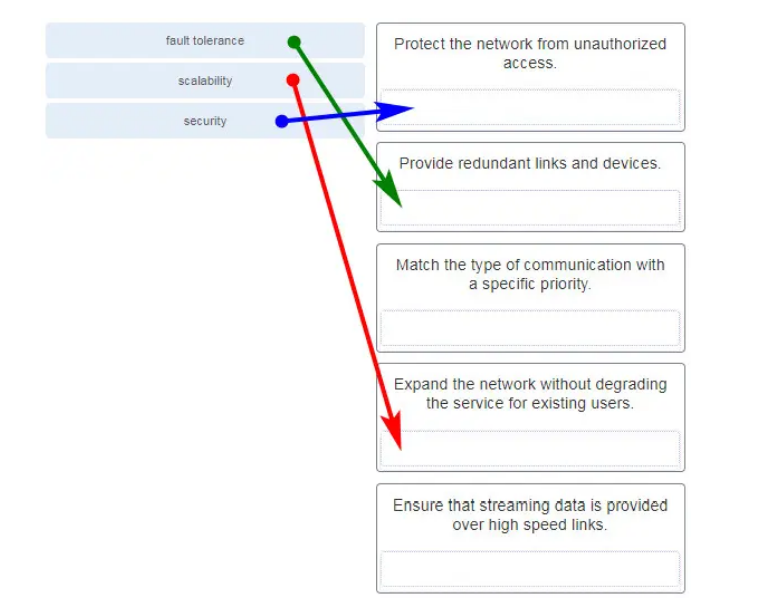 fault tolerance
scalability
security
Protect the network from unauthorized
access.
Provide redundant links and devices.
Match the type of communication with
a specific priority.
Expand the network without degrading
the service for existing users.
Ensure that streaming data is provided
over high speed links.